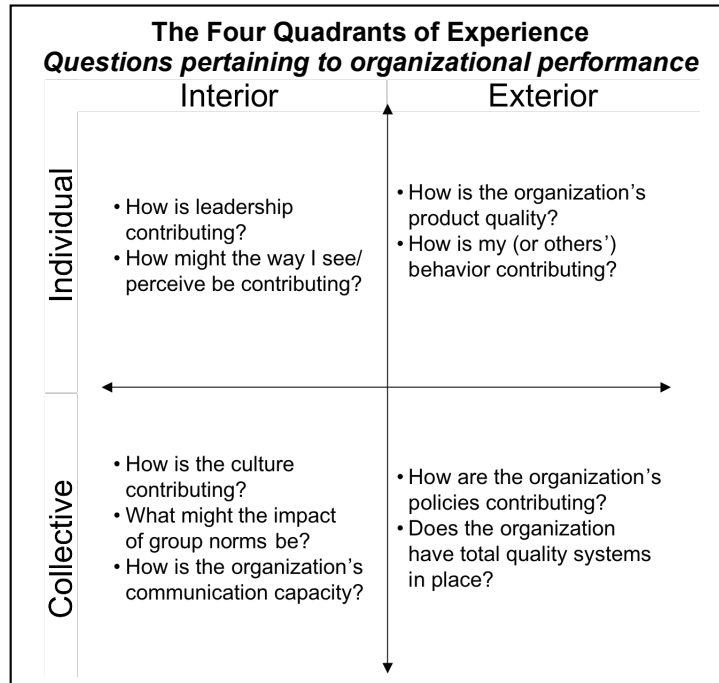 The Four Quadrants of Experience
Questions pertaining to organizational performance
Interior
Exterior
Individual
• How is leadership
contributing?
• How might the way I see/
perceive be contributing?
• How is the organization’s
product quality?
• How is my (or others’)
behavior contributing?
Collective
• How is the culture
contributing?
• What might the impact
of group norms be?
• How is the organization’s
communication capacity?
• How are the organization’s
policies contributing?
• Does the organization
have total quality systems
in place?